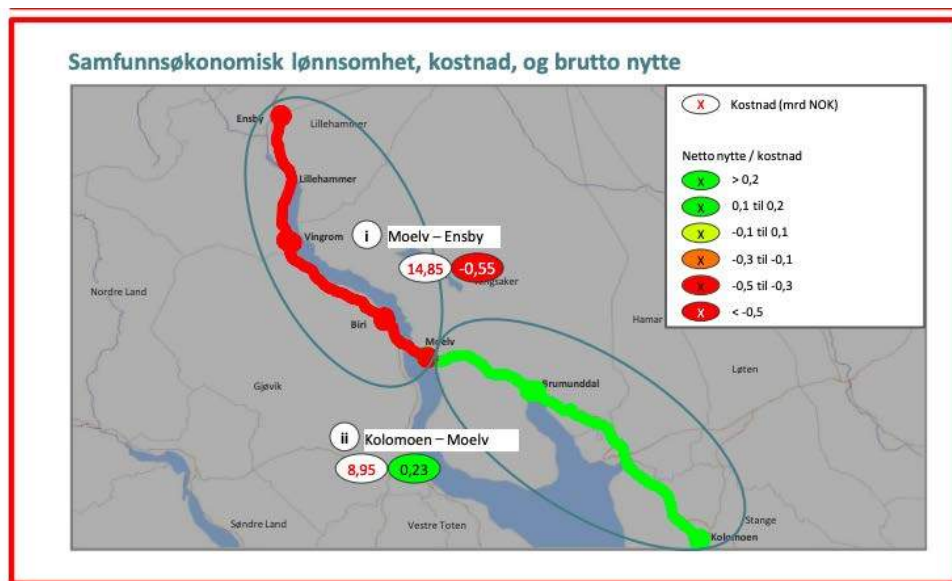 Samfunnsøkonomisk lønnsomhet, kostnad, og brutto nytte
Ensby
Lillehammer
Lillehammer
Vingrom
i
Moelv – Ensby
14,85
-0,55
Nordre Land
Biri
Moelv
Gjøvik
Hamar
Løten
Brumunddal
ii
Kolomoen – Moelv
8,95
0,23
Søndre Land
Vestre Toten
Stange
Kolomoen
X Kostnad (mrd NOK)
Netto nytte / kostnad
X > 0,2
X 0,1 til 0,2
X -0,1 til 0,1
X -0,3 til -0,1
X -0,5 til -0,3
X < -0,5